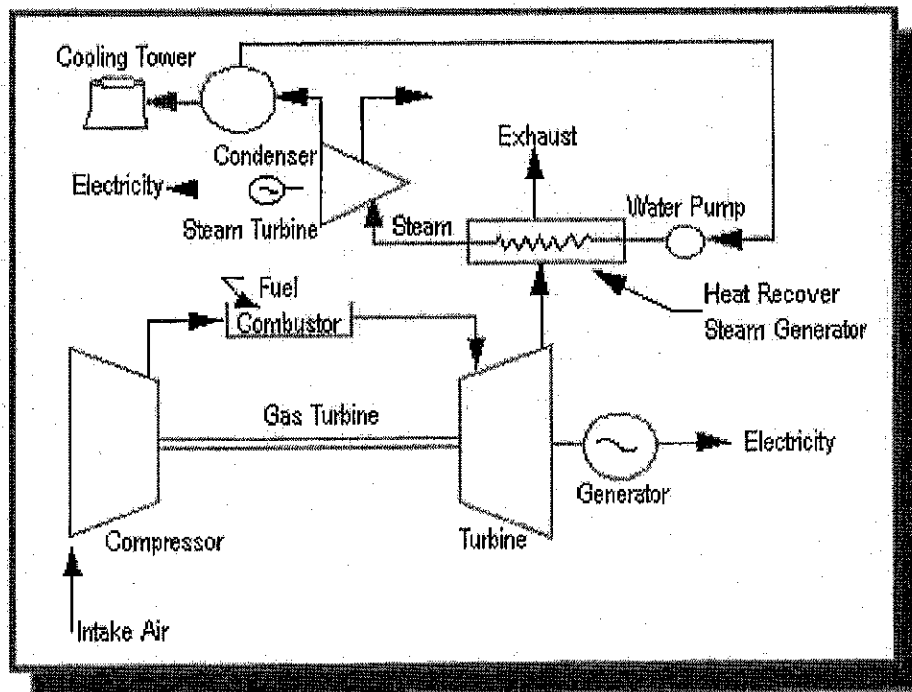 Cooling Tower
Condenser
Exhaust
Electricity
Steam Turbine
Steam
Water Pump
Fuel
Combustor
Heat Recover
Steam Generator
Gas Turbine
Electricity
Generator
Compressor
Turbine
Intake Air